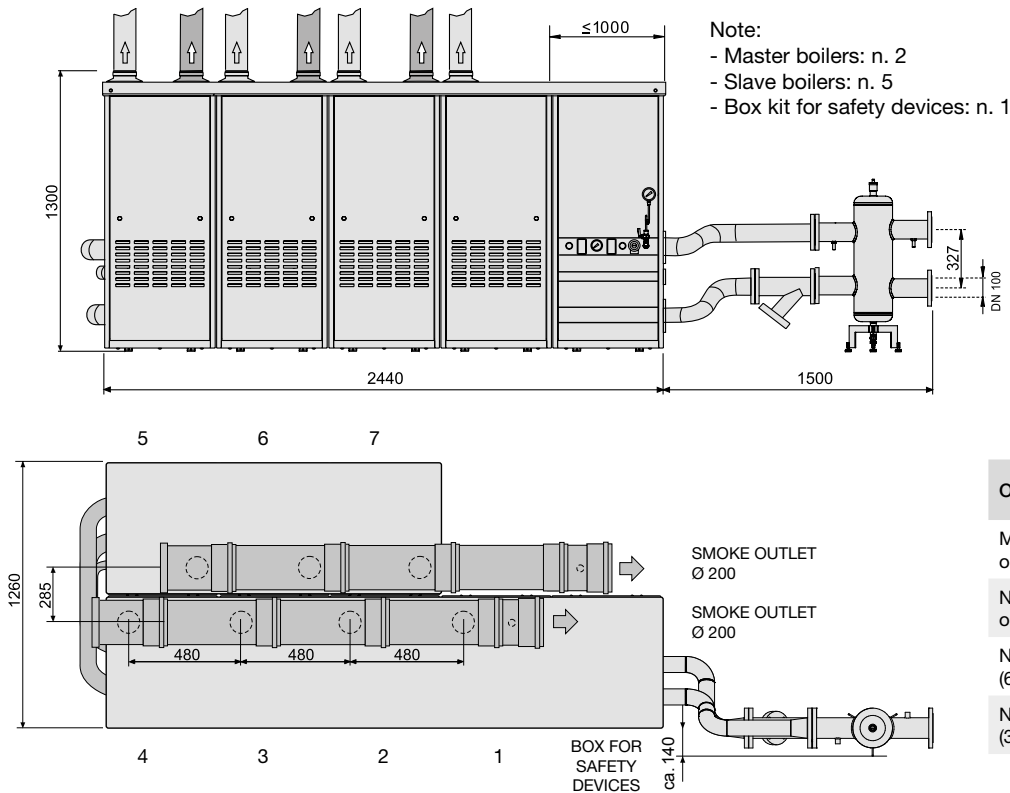 ≤1000
Note:
- Master boilers: n. 2
- Slave boilers: n. 5
- Box kit for safety devices: n. 1
1300
327
DN 100
2440
1500
5 6 7
1260
285
SMOKE OUTLET
Ø 200
SMOKE OUTLET
Ø 200
480 480 480
4 3 2 1
BOX FOR
SAFETY
DEVICES
ca. 140